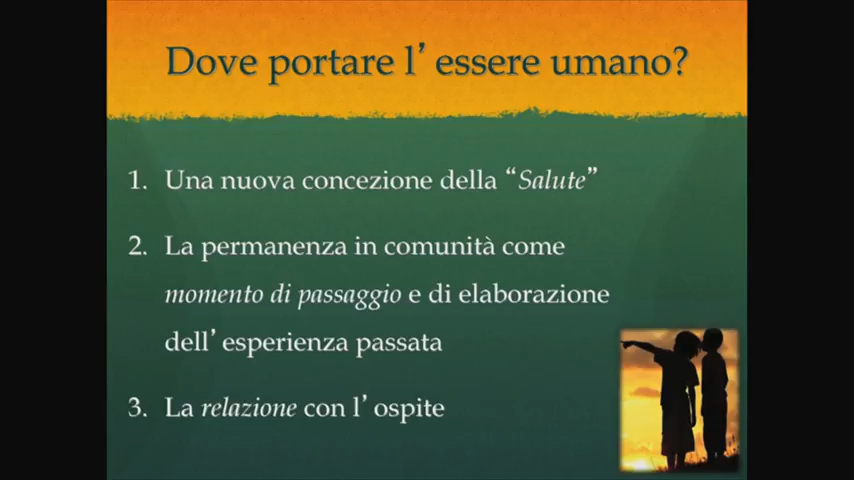 Dove portare l’essere umano?
1. Una nuova concezione della “Salute”
2. La permanenza in comunità come
momento di passaggio e di elaborazione
dell’esperienza passata
3. La relazione con l’ospite